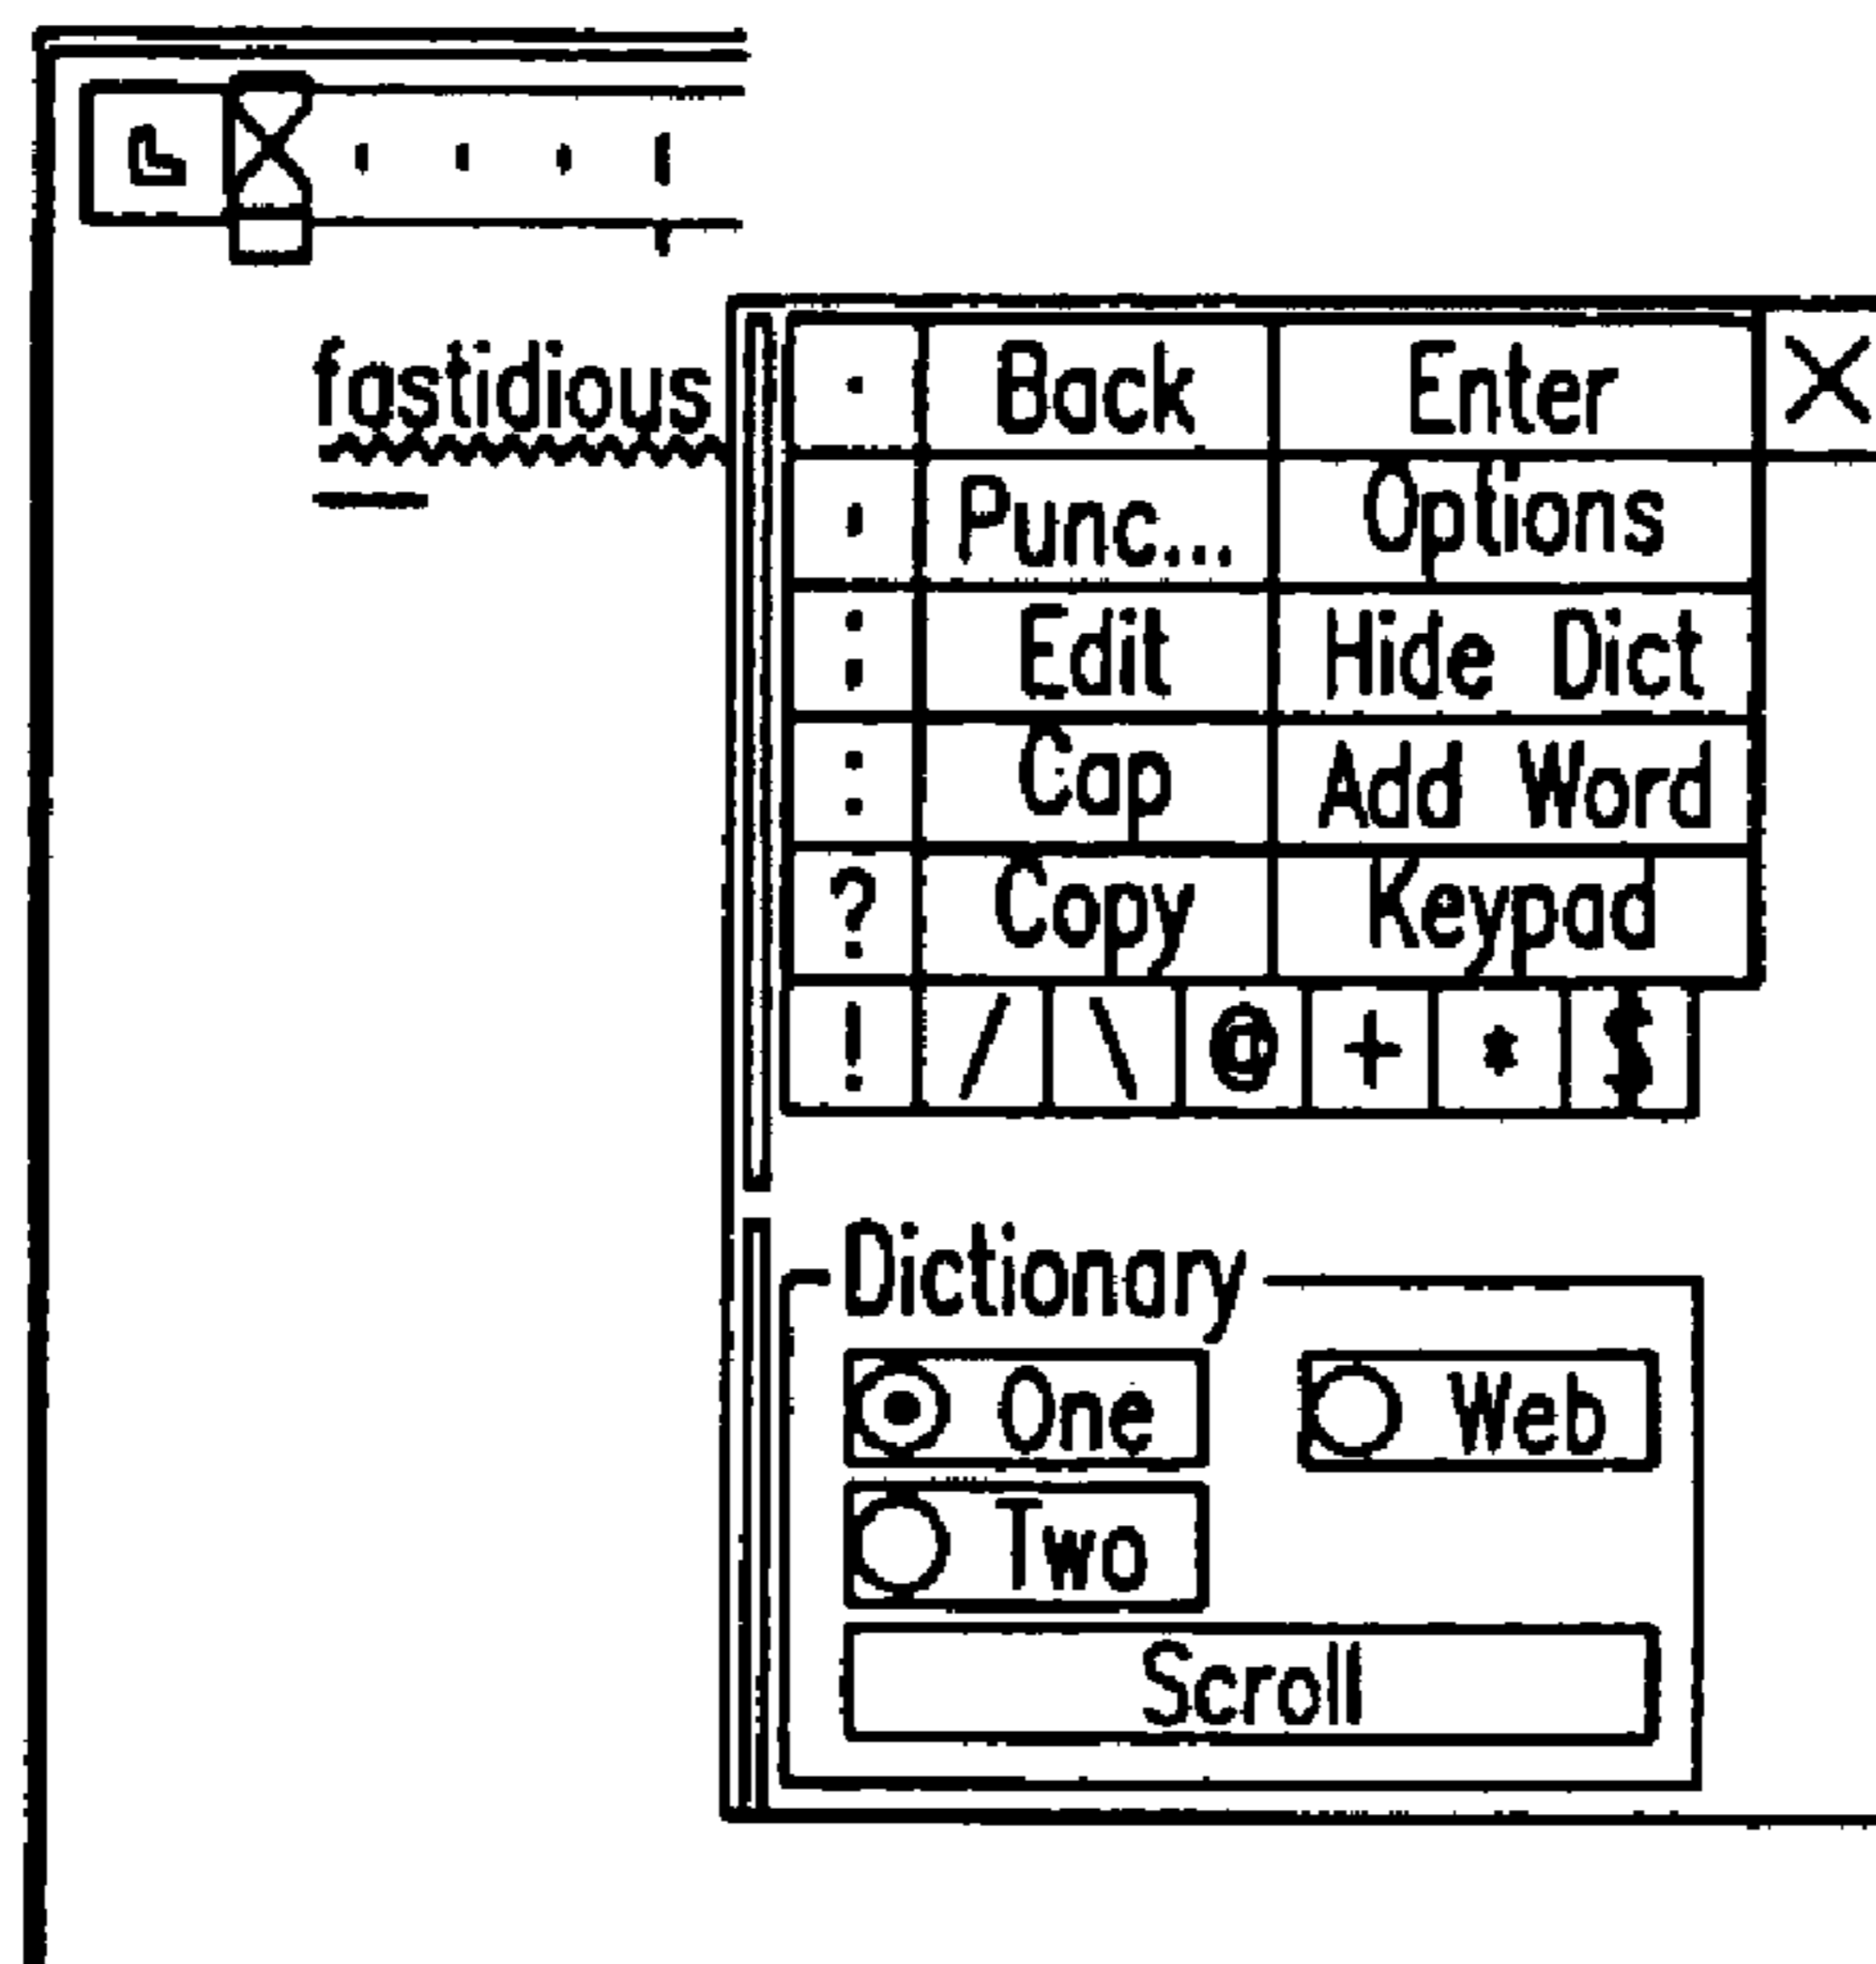 fastidious
. Back Enter X
, Punc... Options
; Edit Hide Dict
: Cap Add Word
? Copy Keypad
! / \ @ + * $
Dictionary
One Web
Two
Scroll